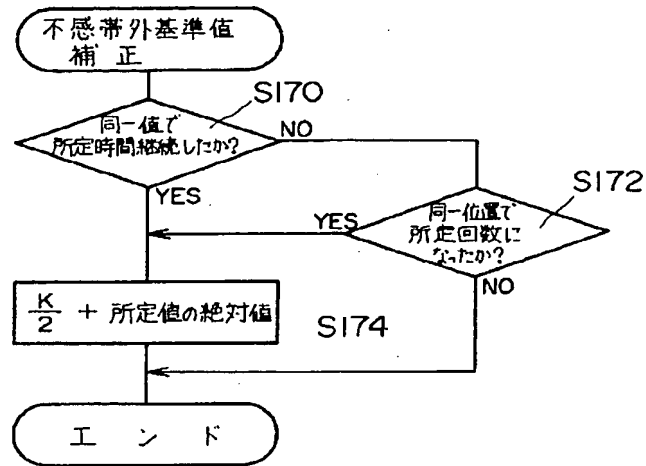 不感帯外基準値
補正
S170
同一値で
所定時間継続したか?
NO
YES
S172
同一位置で
所定回数に
なったか?
YES
NO
K/2 + 所定値の絶対値
S174
エンド